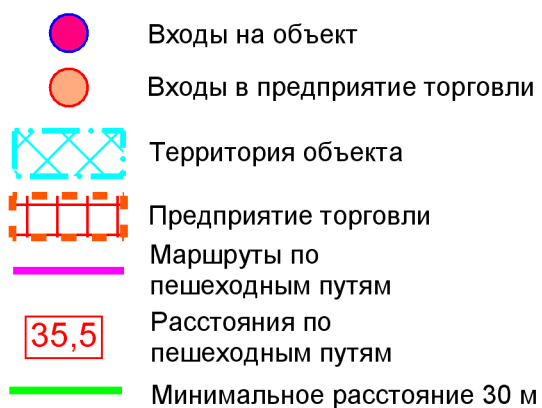 Входы на объект
Входы в предприятие торговли
Территория объекта
Предприятие торговли
Маршруты по
пешеходным путям
35,5
Расстояния по
пешеходным путям
Минимальное расстояние 30 м